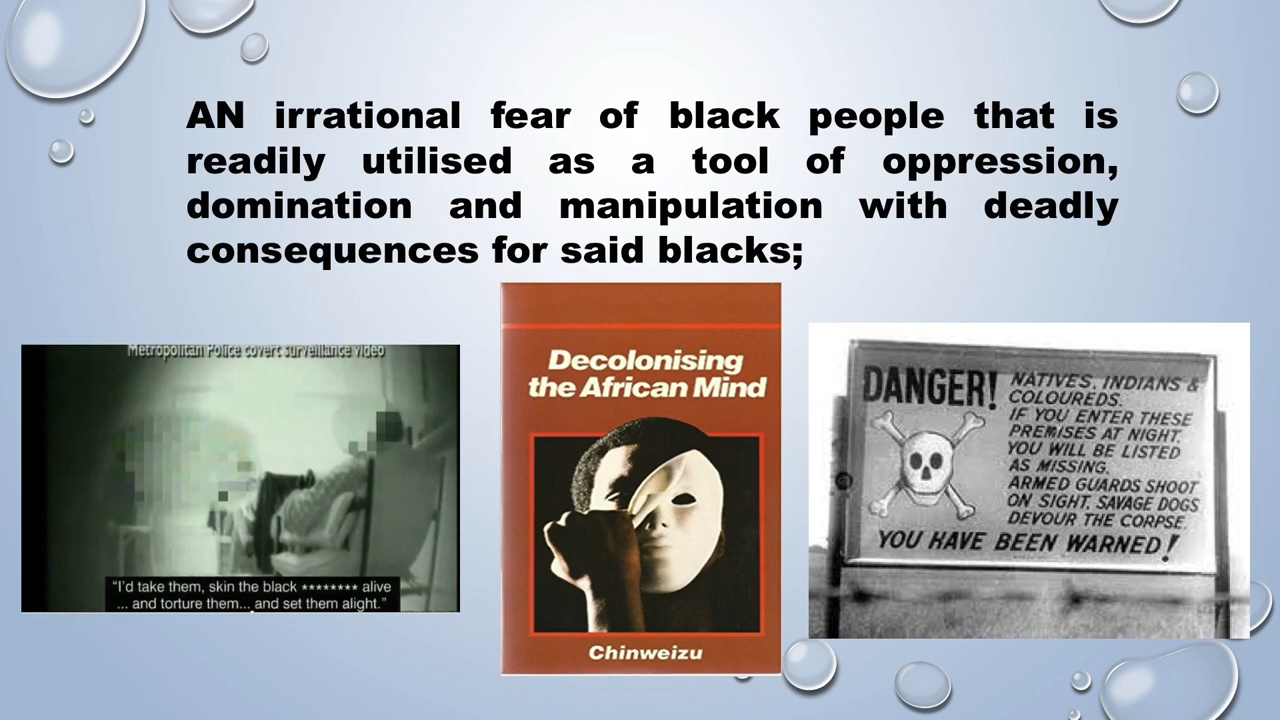 AN irrational fear of black people that is
readily utilised as a tool of oppression,
domination and manipulation with deadly
consequences for said blacks;
Metropolitan Police covert surveillance video
"I'd take them, skin the black ******** alive
... and torture them... and set them alight."
Decolonising
the African Mind
Chinweizu
DANGER!
NATIVES, INDIANS &
COLOUREDS.
IF YOU ENTER THESE
PREMISES AT NIGHT,
YOU WILL BE LISTED
AS MISSING.
ARMED GUARDS SHOOT
ON SIGHT. SAVAGE DOGS
DEVOUR THE CORPSE.
YOU HAVE BEEN WARNED!